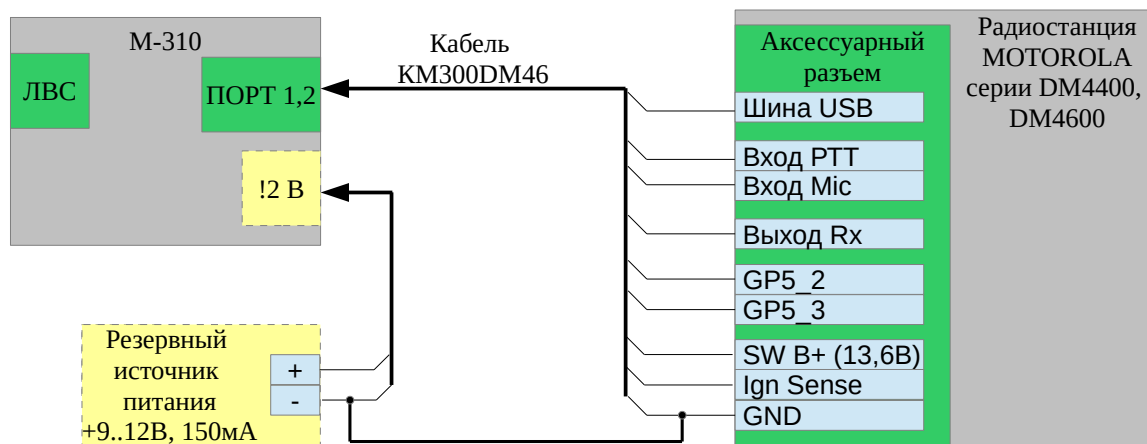 М-310
ЛВС
ПОРТ 1,2
!2 В
Кабель
КМ300DM46
Аксессуарный
разъем
Радиостанция
MOTOROLA
серии DM4400,
DM4600
Шина USB
Вход PTT
Вход Mic
Выход Rx
GP5_2
GP5_3
SW B+ (13,6В)
Ign Sense
GND
Резервный
источник
питания
+9..12В, 150мА
+
-